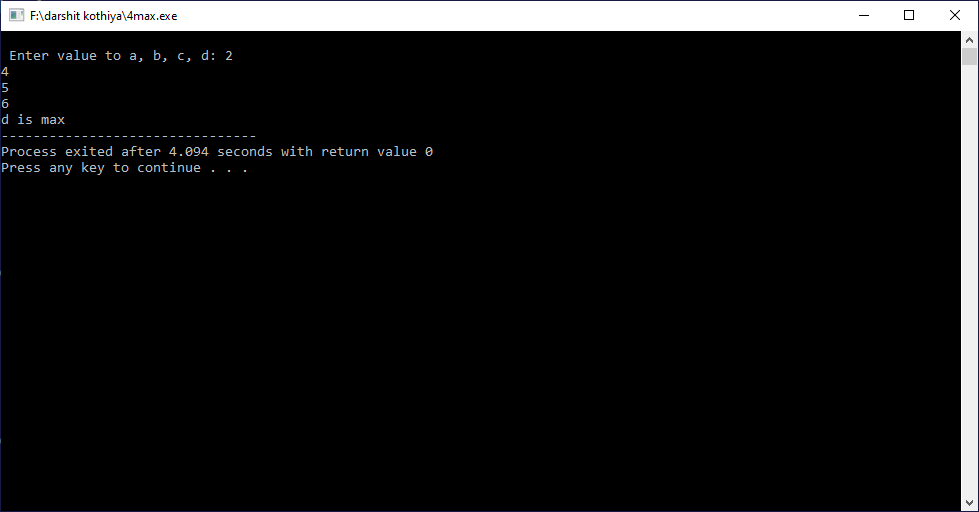 F:\darshit kothiya\4max.exe
Enter value to a, b, c, d: 2
4
5
6
d is max
--------------------------------
Process exited after 4.094 seconds with return value 0
Press any key to continue . . .